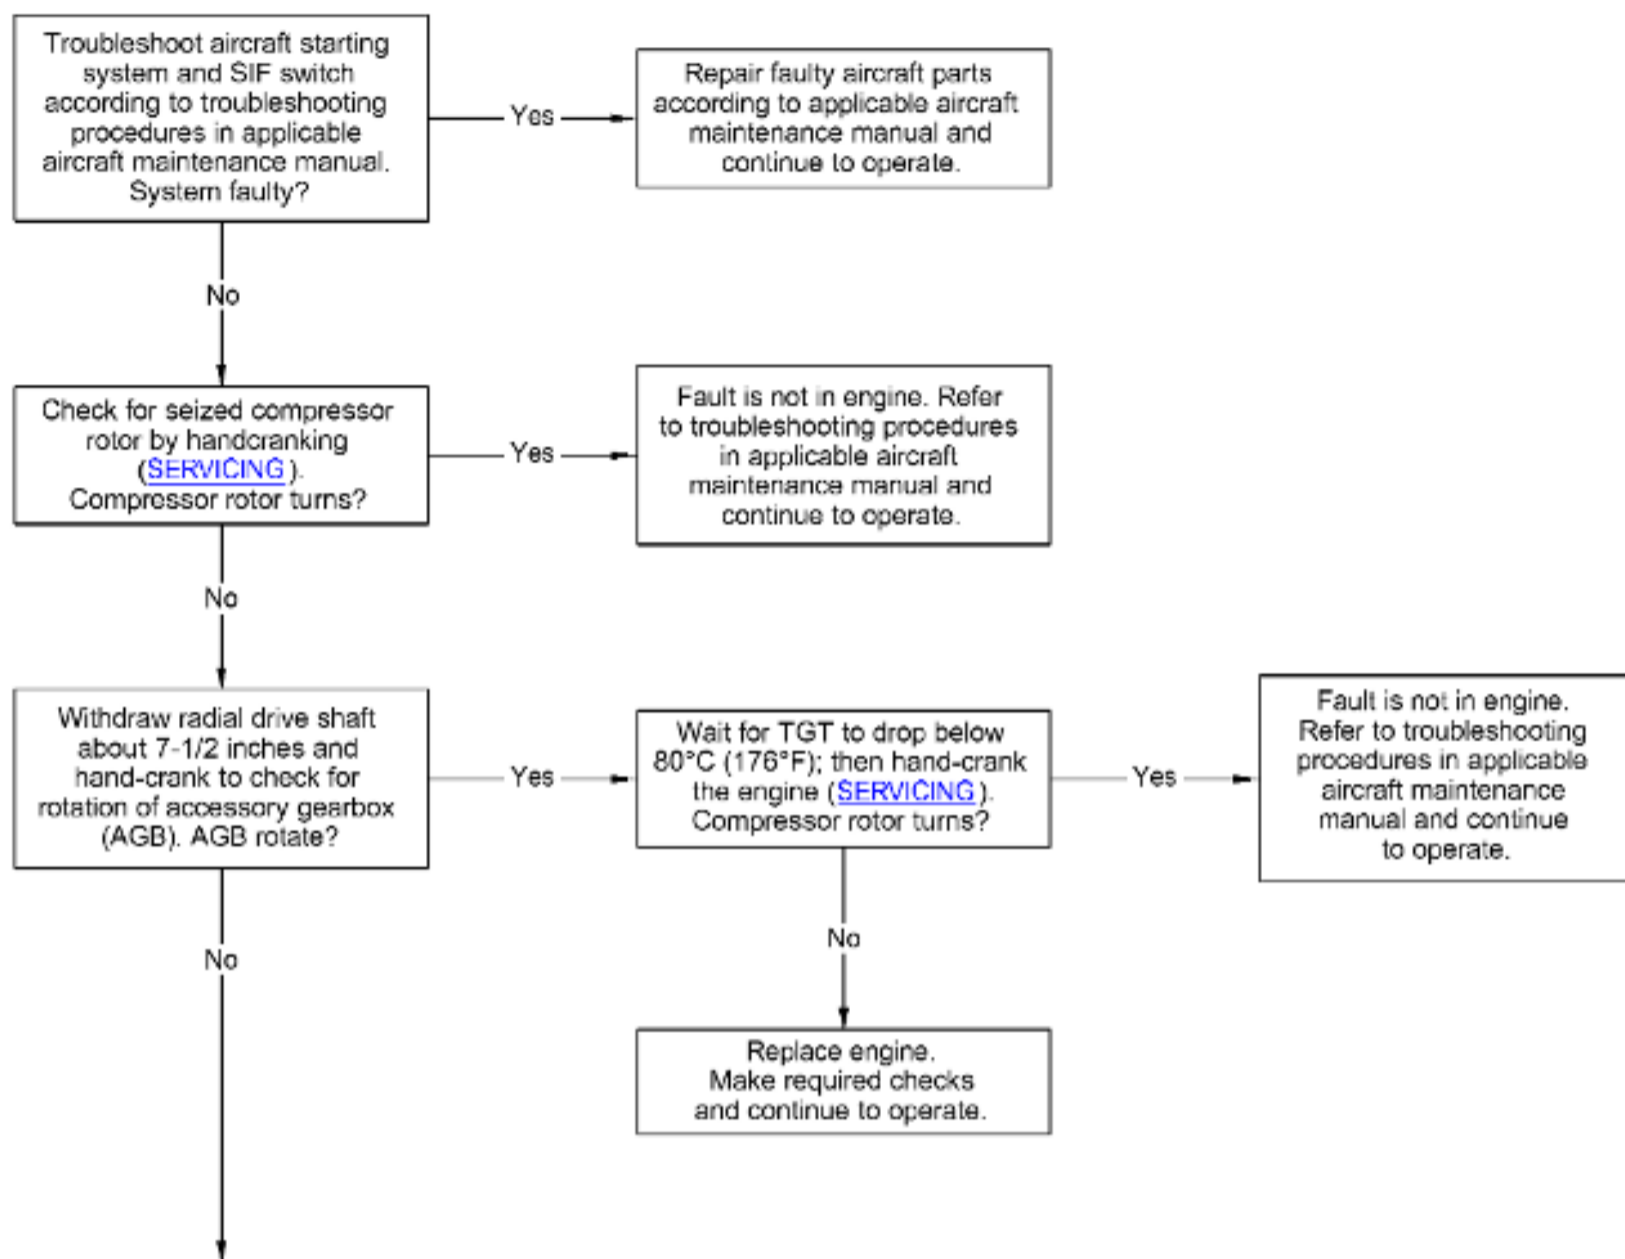 Troubleshoot aircraft starting
system and SIF switch
according to troubleshooting
procedures in applicable
aircraft maintenance manual.
System faulty?
Yes
Repair faulty aircraft parts
according to applicable aircraft
maintenance manual and
continue to operate.
No
Check for seized compressor
rotor by handcranking
(SERVICING).
Compressor rotor turns?
Yes
Fault is not in engine. Refer
to troubleshooting procedures
in applicable aircraft
maintenance manual and
continue to operate.
No
Withdraw radial drive shaft
about 7-1/2 inches and
hand-crank to check for
rotation of accessory gearbox
(AGB). AGB rotate?
Yes
Wait for TGT to drop below
80°C (176°F); then hand-crank
the engine (SERVICING).
Compressor rotor turns?
Yes
Fault is not in engine.
Refer to troubleshooting
procedures in applicable
aircraft maintenance
manual and continue
to operate.
No
No
Replace engine.
Make required checks
and continue to operate.